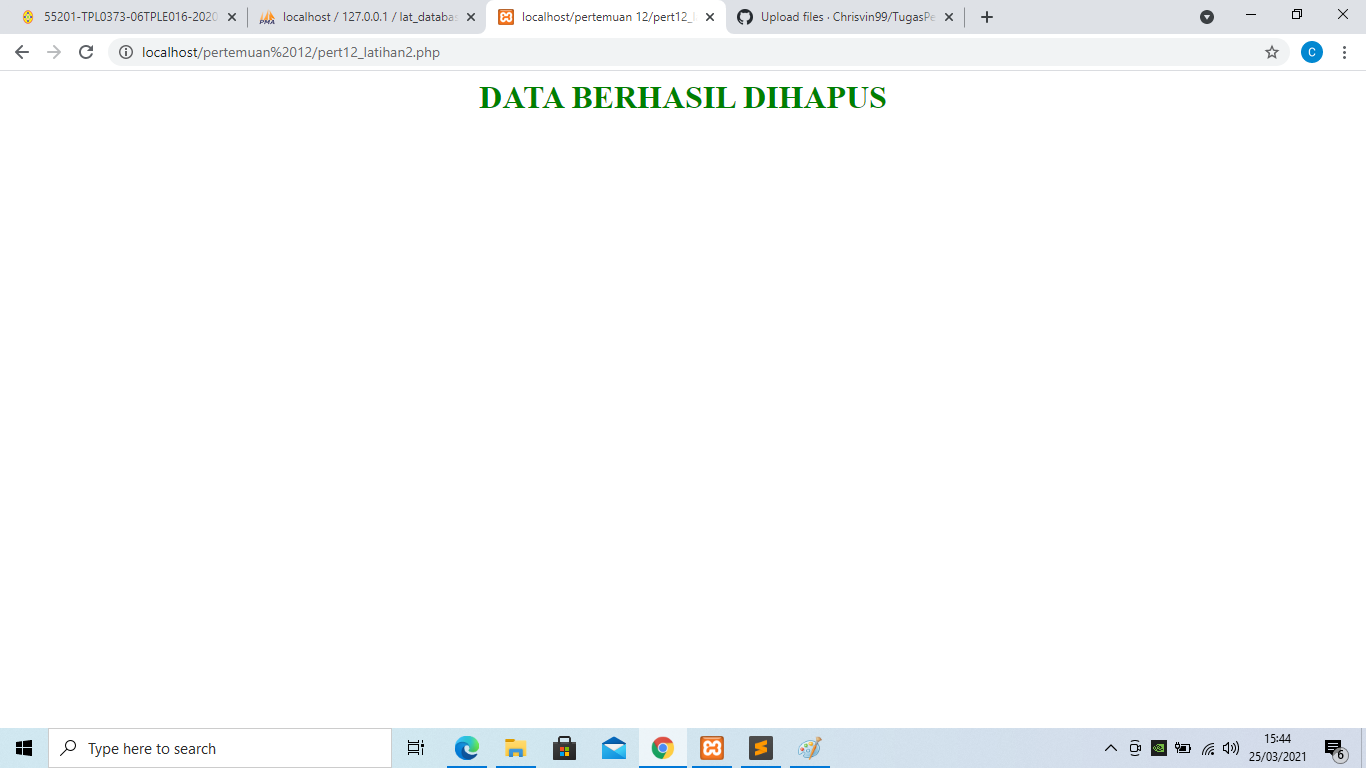 55201-TPL0373-06TPLE016-2020
localhost / 127.0.0.1 / lat_databas
localhost/pertemuan 12/pert12_l
Upload files · Chrisvin99/TugasPe
localhost/pertemuan%2012/pert12_latihan2.php
C
DATA BERHASIL DIHAPUS
Type here to search
15:44
25/03/2021
6